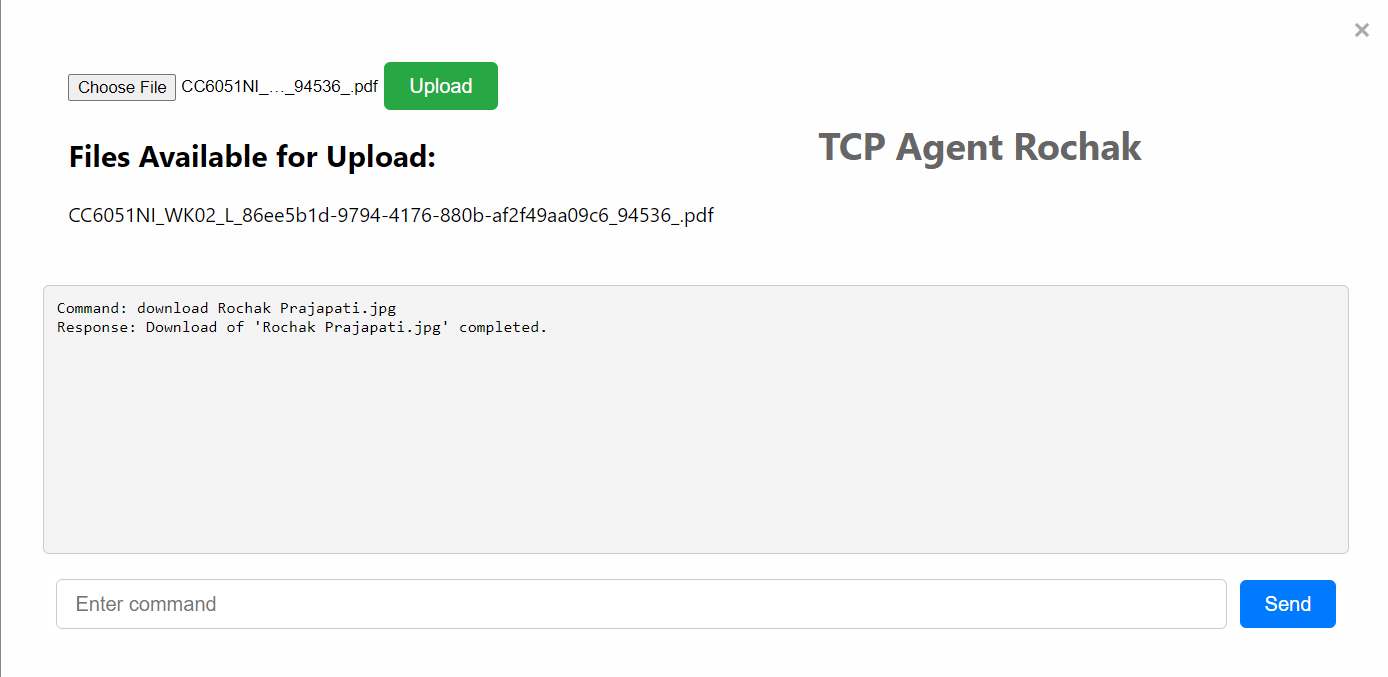 ×
Choose File CC6051NI_..._94536_.pdf Upload
Files Available for Upload:
TCP Agent Rochak
CC6051NI_WK02_L_86ee5b1d-9794-4176-880b-af2f49aa09c6_94536_.pdf
Command: download Rochak Prajapati.jpg
Response: Download of 'Rochak Prajapati.jpg' completed.
Enter command
Send